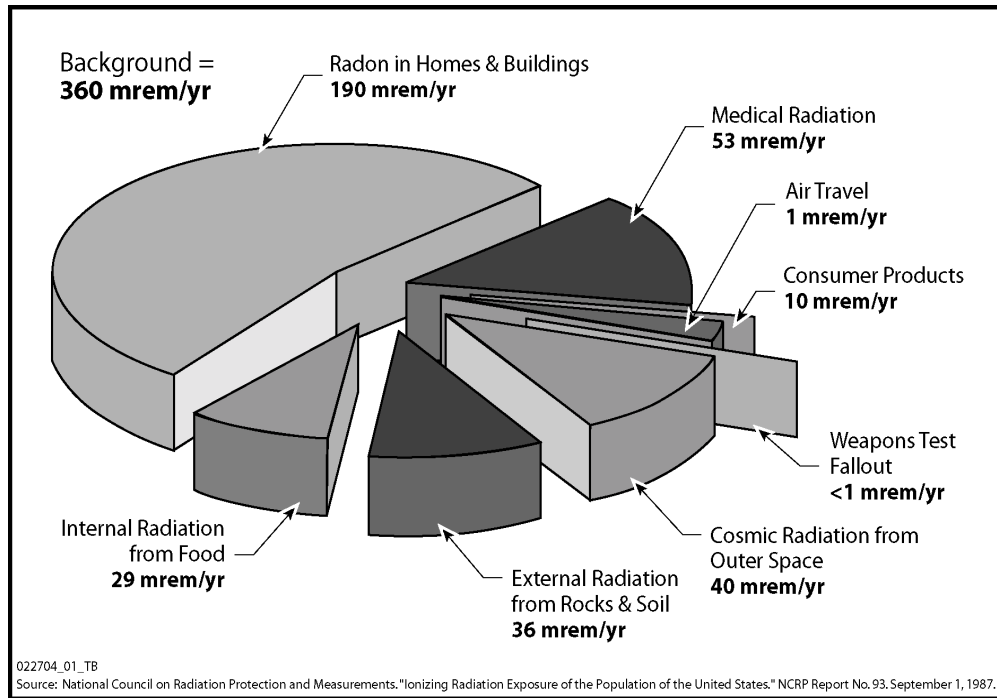 Background =
360 mrem/yr
Radon in Homes & Buildings
190 mrem/yr
Medical Radiation
53 mrem/yr
Air Travel
1 mrem/yr
Consumer Products
10 mrem/yr
Weapons Test
Fallout
<1 mrem/yr
Cosmic Radiation from
Outer Space
40 mrem/yr
External Radiation
from Rocks & Soil
36 mrem/yr
Internal Radiation
from Food
29 mrem/yr
022704_01_TB
Source: National Council on Radiation Protection and Measurements. "Ionizing Radiation Exposure of the Population of the United States." NCRP Report No. 93. September 1, 1987.